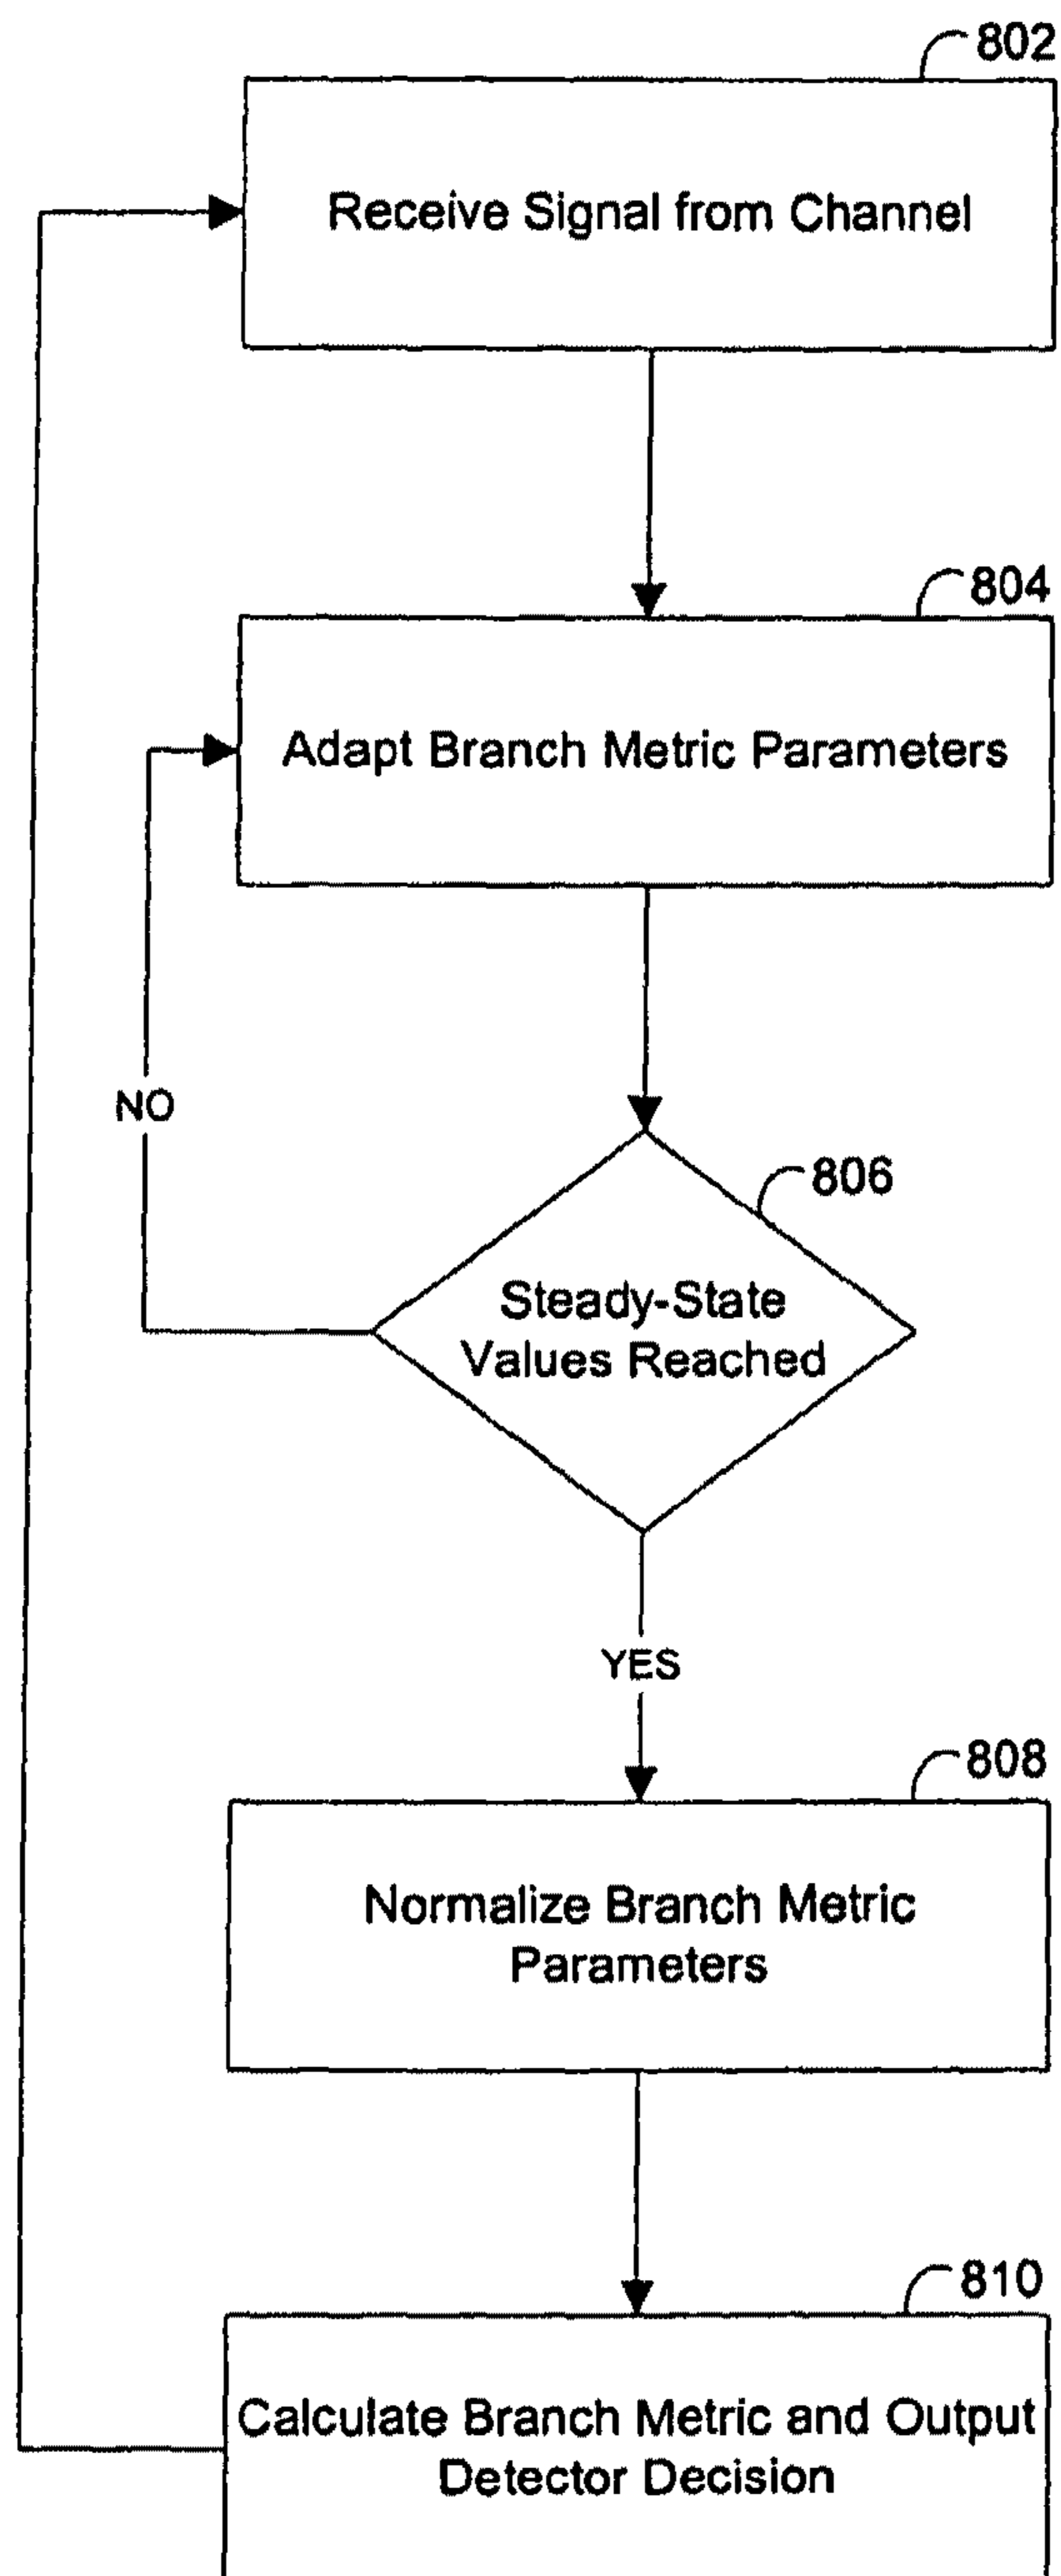 802
Receive Signal from Channel
804
Adapt Branch Metric Parameters
NO
806
Steady-State
Values Reached
YES
808
Normalize Branch Metric
Parameters
810
Calculate Branch Metric and Output
Detector Decision